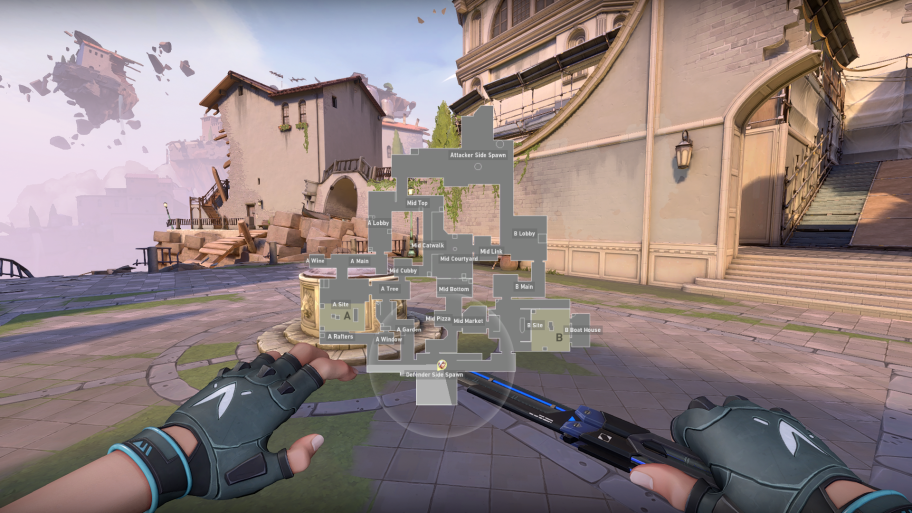 Attacker Side Spawn
Mid Top
A Lobby
B Lobby
Mid Catwalk
Mid Link
A Wine
A Main
Mid Courtyard
Mid Cubby
A Tree
Mid Bottom
B Main
A Site
A
Mid Pizza
Mid Market
B Site
B Boat House
A Garden
A Rafters
A Window
B
Defender Side Spawn